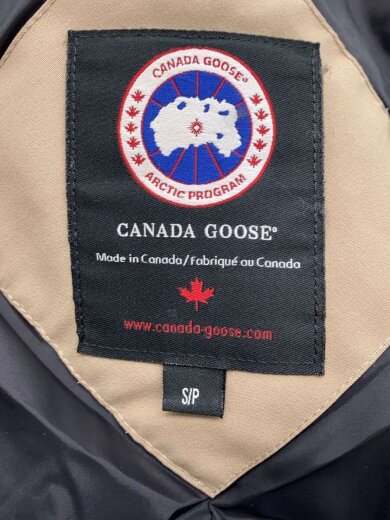 CANADA GOOSE®
ARCTIC PROGRAM
CANADA GOOSE®
Made in Canada/Fabriqué au Canada
www.canada-goose.com
S/P